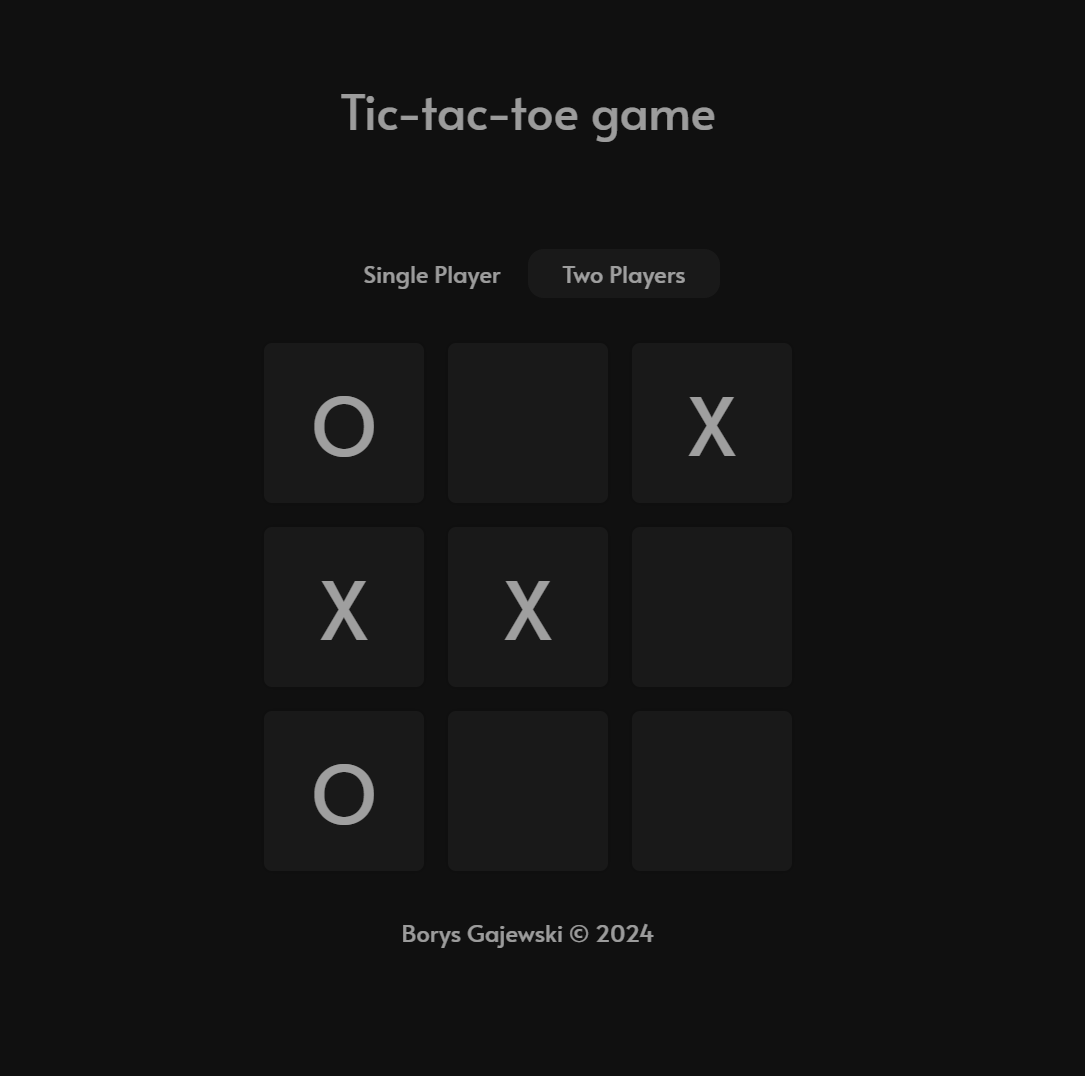 Tic-tac-toe game
Single Player Two Players
O X
X X
O
Borys Gajewski © 2024